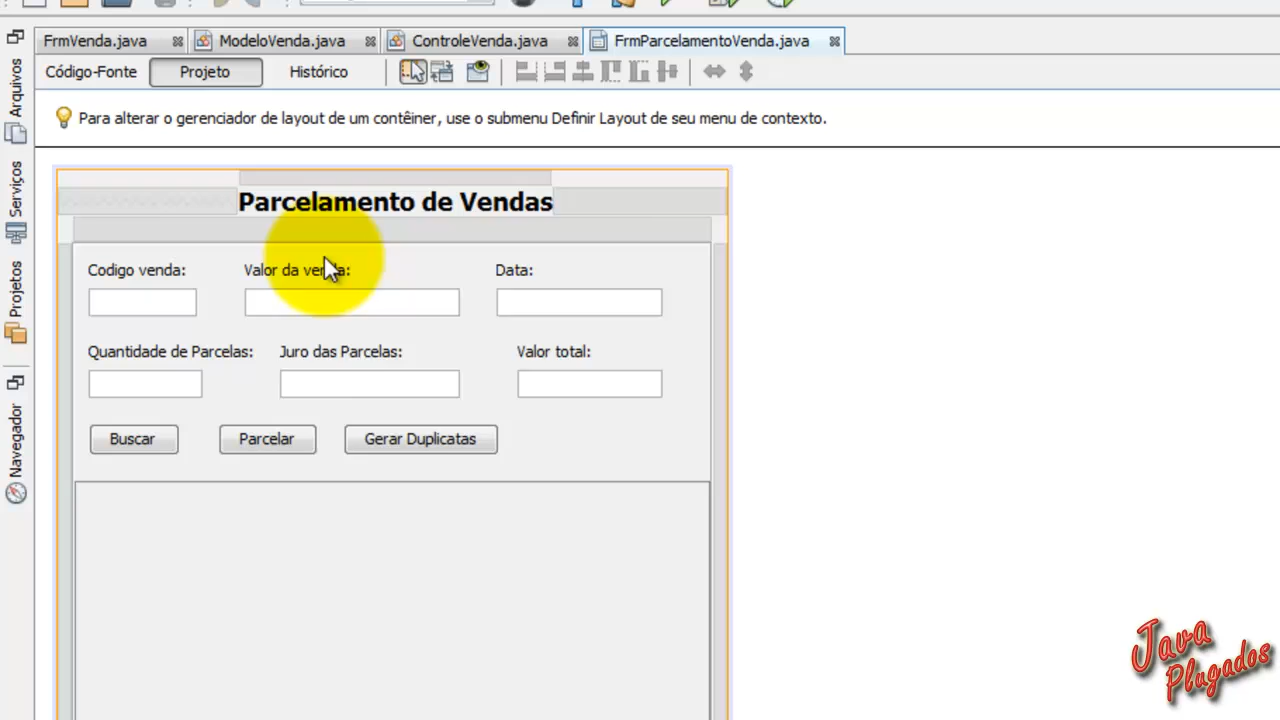 FrmVenda.java ModeloVenda.java ControleVenda.java FrmParcelamentoVenda.java
Código-Fonte Projeto Histórico
Para alterar o gerenciador de layout de um contêiner, use o submenu Definir Layout de seu menu de contexto.
Arquivos
Serviços
Projetos
Navegador
Parcelamento de Vendas
Codigo venda: Valor da venda: Data:
Quantidade de Parcelas: Juro das Parcelas: Valor total:
Buscar Parcelar Gerar Duplicatas
Java
Plugados